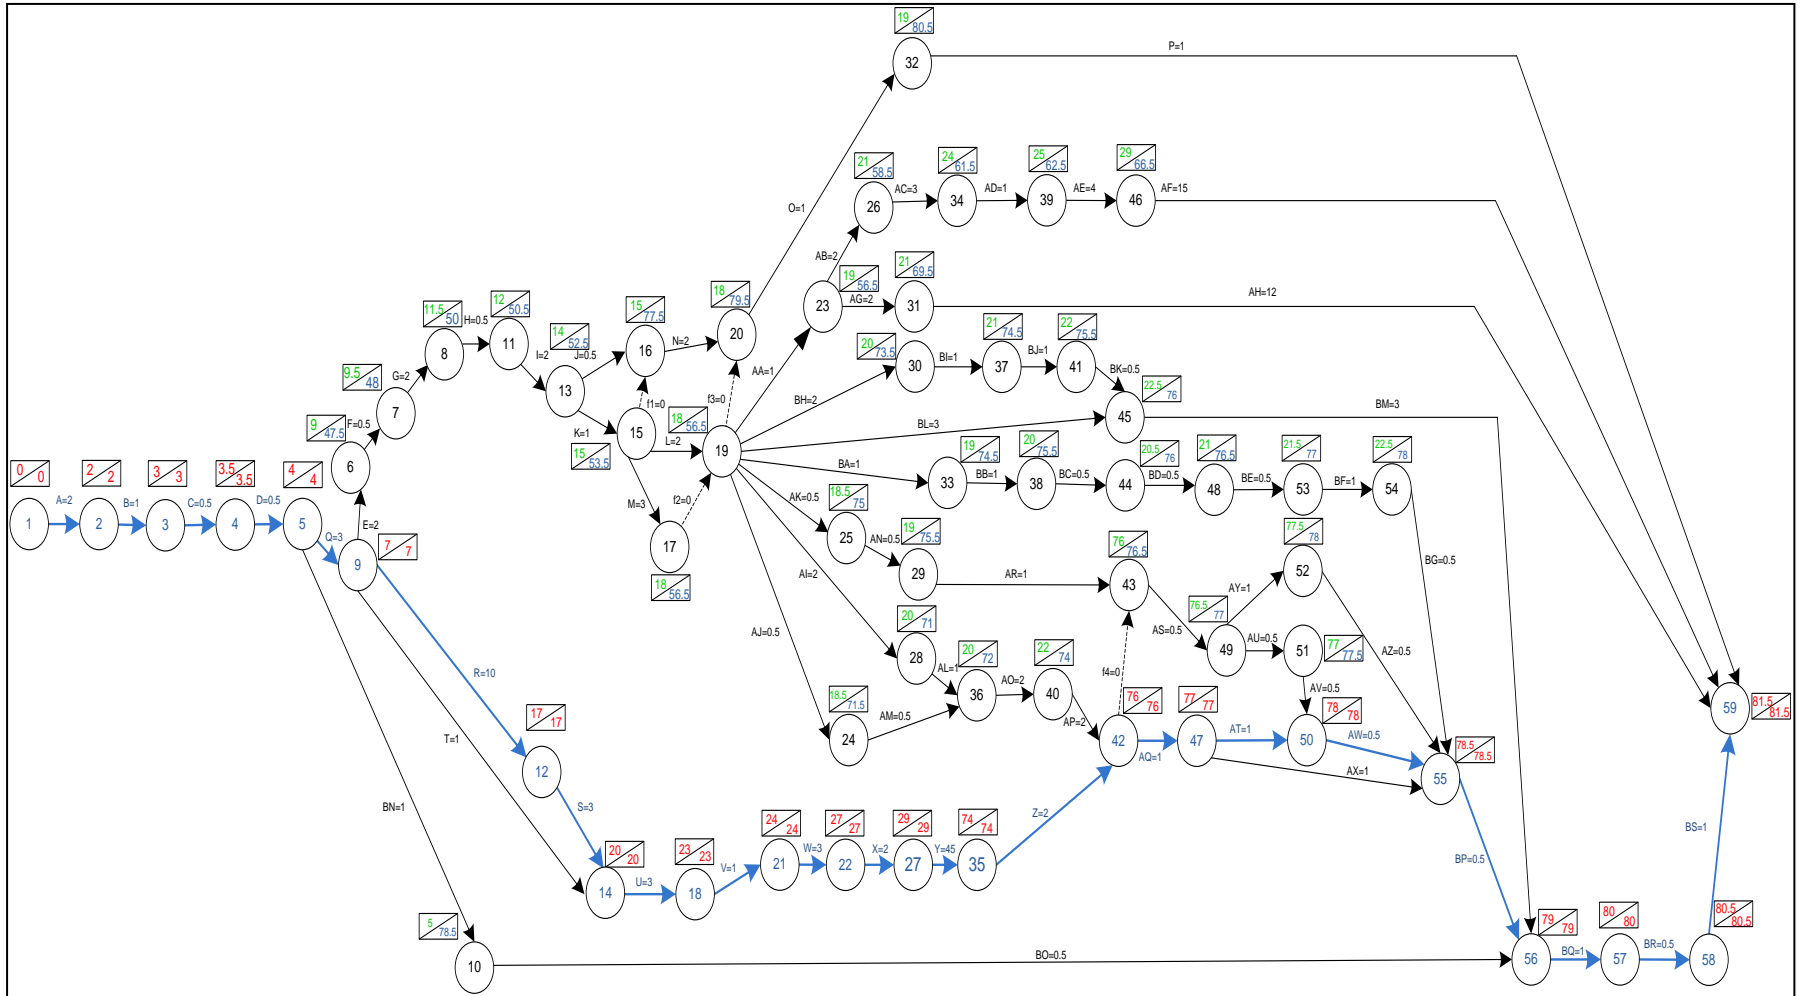 19
80.5
32
P=1
O=1
21
58.5
26
AC=3
24
61.5
34
AD=1
25
62.5
39
AE=4
29
66.5
46
AF=15
AB=2
19
56.5
23
AG=2
21
69.5
31
AH=12
11.5
50
8
H=0.5
12
50.5
11
I=2
14
52.5
J=0.5
13
15
77.5
16
N=2
18
79.5
20
AA=1
f3=0
f1=0
20
73.5
30
BI=1
21
74.5
37
BJ=1
22
75.5
41
BK=0.5
BH=2
9.5
48
G=2
7
9
47.5
F=0.5
6
K=1
15
53.5
15
L=2
18
56.5
19
BL=3
22.5
76
45
BM=3
M=3
f2=0
17
18
56.5
BA=1
19
74.5
33
BB=1
20
75.5
38
BC=0.5
20.5
76
44
BD=0.5
21
76.5
48
BE=0.5
21.5
77
53
BF=1
22.5
78
54
BG=0.5
0
0
1
A=2
2
2
2
B=1
3
3
3
C=0.5
3.5
3.5
4
D=0.5
4
4
5
Q=3
E=2
9
7
7
AK=0.5
18.5
75
25
AN=0.5
19
75.5
29
AR=1
76
76.5
43
AS=0.5
76.5
77
49
AY=1
77.5
78
52
AZ=0.5
AU=0.5
51
77
77.5
AV=0.5
AI=2
20
71
28
AL=1
20
72
36
AO=2
22
74
40
AP=2
f4=0
AJ=0.5
18.5
71.5
24
AM=0.5
76
76
42
AQ=1
77
77
47
AT=1
78
78
50
AW=0.5
AX=1
78.5
78.5
55
81.5
81.5
59
R=10
T=1
17
17
12
S=3
BN=1
20
20
14
U=3
23
23
18
V=1
24
24
21
W=3
27
27
22
X=2
29
29
27
Y=45
74
74
35
Z=2
BP=0.5
BS=1
5
78.5
10
BO=0.5
79
79
56
BQ=1
80
80
57
BR=0.5
80.5
80.5
58